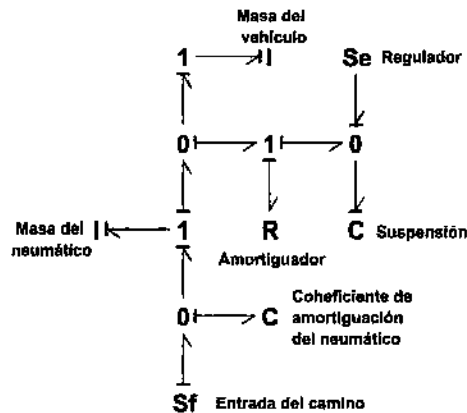 Masa del
vehículo
1 I Se Regulador
0 1 0
Masa del
neumático
I 1 R C Suspensión
Amortiguador
0 C Coheficiente de
amortiguación
del neumático
Sf Entrada del camino